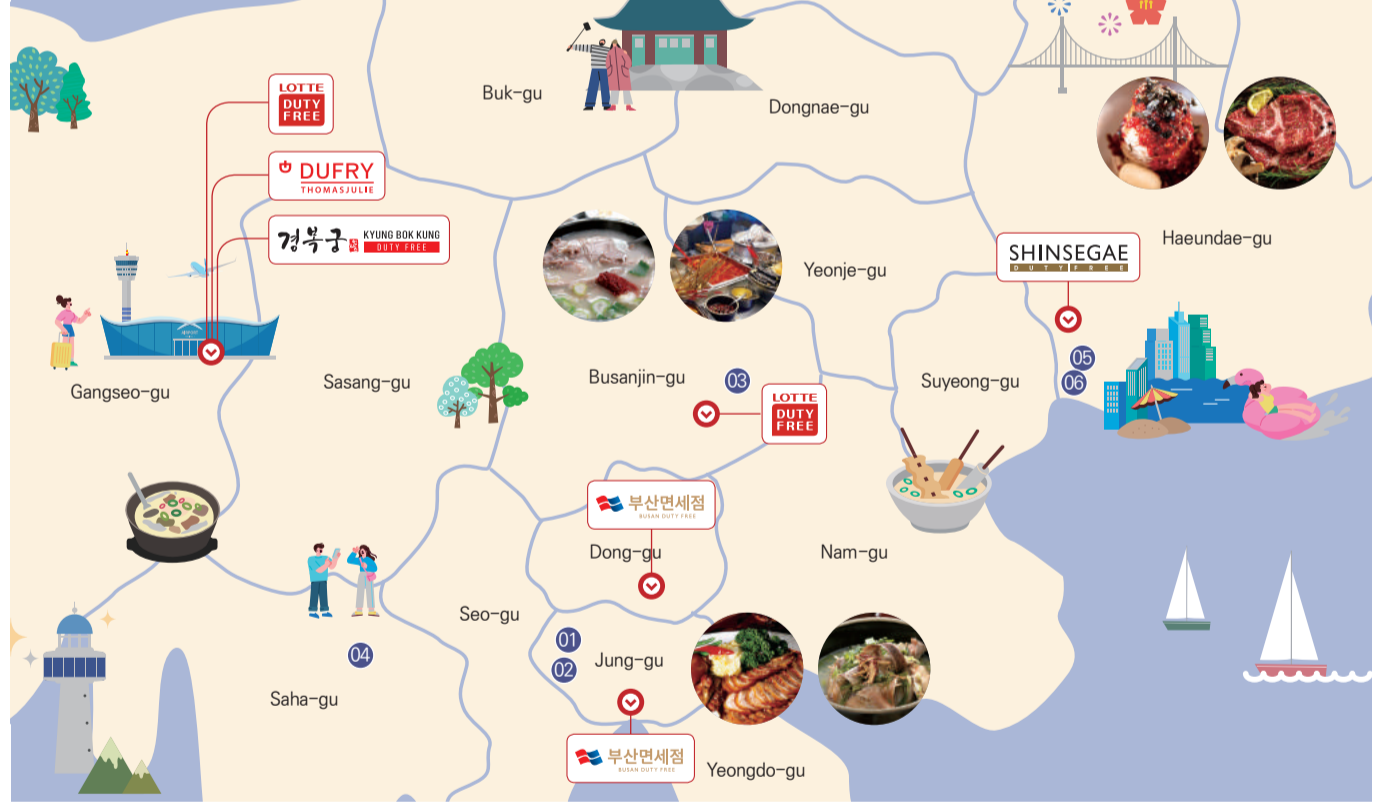 Buk-gu
Dongnae-gu
LOTTE
DUTY
FREE
DUFRY
THOMASJULIE
경복궁 KYUNG BOK KUNG
DUTY FREE
Haeundae-gu
SHINSEGAE
DUTY FREE
Yeonje-gu
Gangseo-gu
Sasang-gu
Busanjin-gu
03
Suyeong-gu
05
06
LOTTE
DUTY
FREE
부산면세점
BUSAN DUTY FREE
Dong-gu
Nam-gu
Seo-gu
01
02
Jung-gu
04
Saha-gu
부산면세점
BUSAN DUTY FREE
Yeongdo-gu